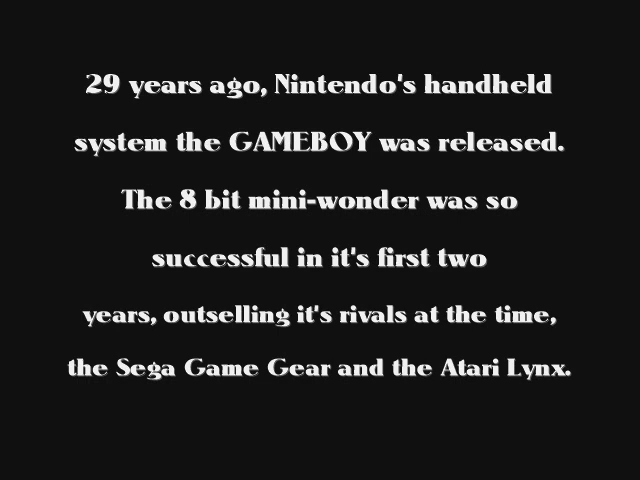 29 years ago, Nintendo's handheld
system the GAMEBOY was released.
The 8 bit mini-wonder was so
successful in it's first two
years, outselling it's rivals at the time,
the Sega Game Gear and the Atari Lynx.